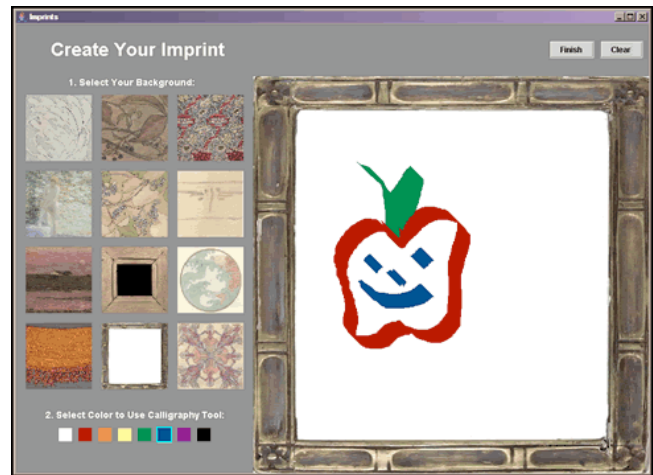 Imprints
Create Your Imprint
Finish
Clear
1. Select Your Background:
2. Select Color to Use Calligraphy Tool: